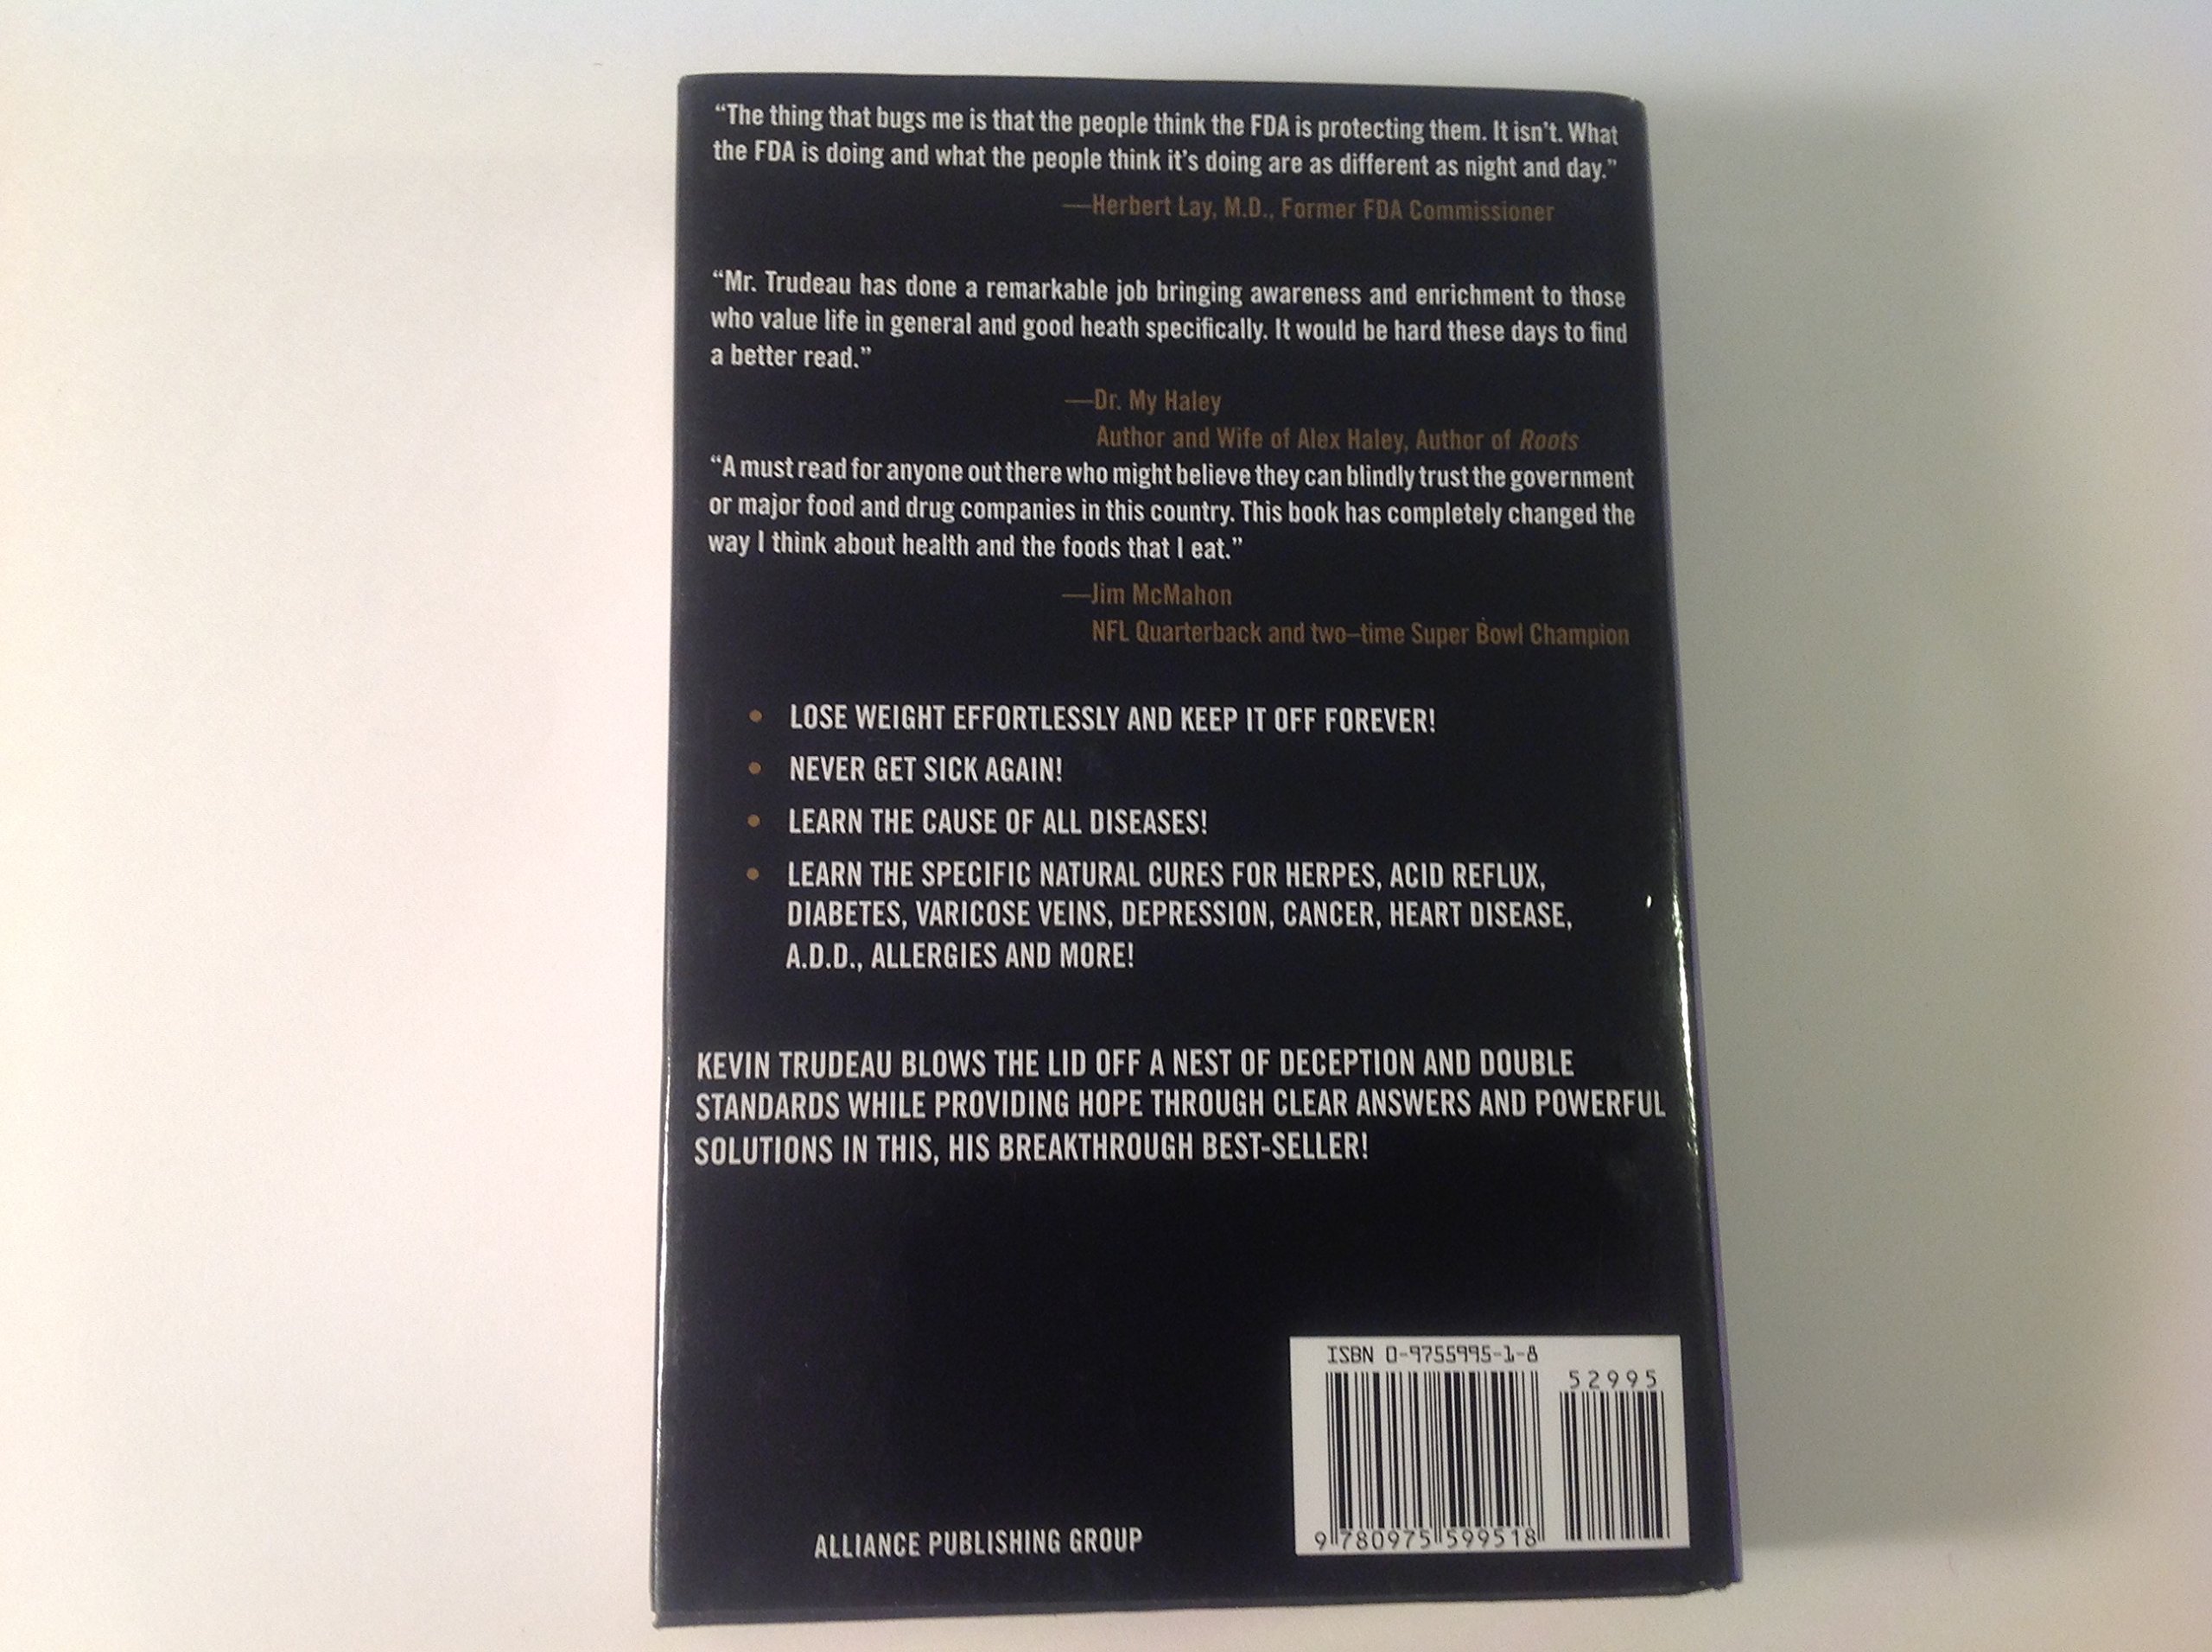 “The thing that bugs me is that the people think the FDA is protecting them. It isn’t. What
the FDA is doing and what the people think it’s doing are as different as night and day.”
—Herbert Lay, M.D., Former FDA Commissioner
“Mr. Trudeau has done a remarkable job bringing awareness and enrichment to those
who value life in general and good heath specifically. It would be hard these days to find
a better read.”
—Dr. My Haley
Author and Wife of Alex Haley, Author of Roots
“A must read for anyone out there who might believe they can blindly trust the government
or major food and drug companies in this country. This book has completely changed the
way I think about health and the foods that I eat.”
—Jim McMahon
NFL Quarterback and two–time Super Bowl Champion
• LOSE WEIGHT EFFORTLESSLY AND KEEP IT OFF FOREVER!
• NEVER GET SICK AGAIN!
• LEARN THE CAUSE OF ALL DISEASES!
• LEARN THE SPECIFIC NATURAL CURES FOR HERPES, ACID REFLUX,
DIABETES, VARICOSE VEINS, DEPRESSION, CANCER, HEART DISEASE,
A.D.D., ALLERGIES AND MORE!
KEVIN TRUDEAU BLOWS THE LID OFF A NEST OF DECEPTION AND DOUBLE
STANDARDS WHILE PROVIDING HOPE THROUGH CLEAR ANSWERS AND POWERFUL
SOLUTIONS IN THIS, HIS BREAKTHROUGH BEST-SELLER!
ISBN 0-9755995-1-8
52995
9 780975 599518
ALLIANCE PUBLISHING GROUP